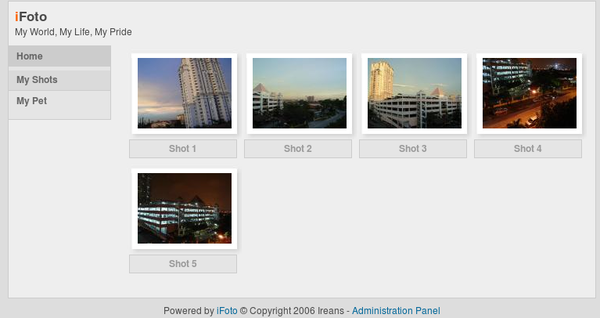 iFoto
My World, My Life, My Pride
Home
My Shots
My Pet
Shot 1
Shot 2
Shot 3
Shot 4
Shot 5
Powered by iFoto © Copyright 2006 Ireans - Administration Panel